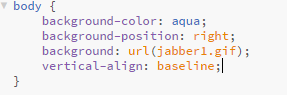 body {
background-color: aqua;
background-position: right;
background: url(jabber1.gif);
vertical-align: baseline;
}